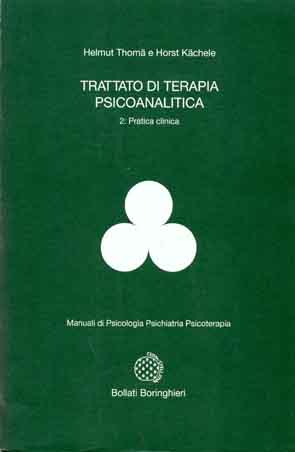 Helmut Thomä e Horst Kächele
TRATTATO DI TERAPIA
PSICOANALITICA
2: Pratica clinica
Manuali di Psicologia Psichiatria Psicoterapia
Bollati Boringhieri